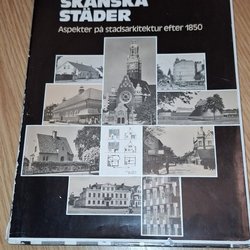 SKÅNSKA
STÄDER
Aspekter på stadsarkitektur efter 1850